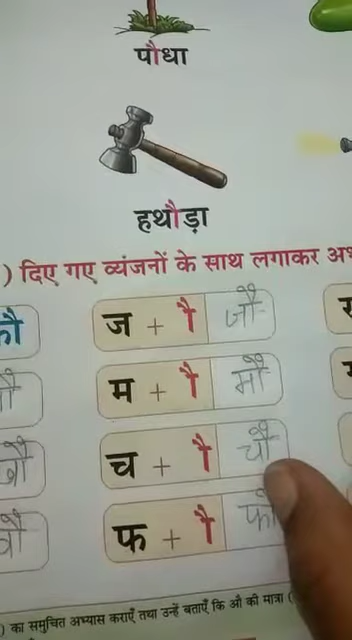 पौधा
हथौड़ा
) दिए गए व्यंजनों के साथ लगाकर
ज + ौ जौ
म + ौ मौ
च + ौ चौ
फ + ौ
) का समुचित अभ्यास कराएँ तथा उन्हें बताएँ कि औ की मात्रा (